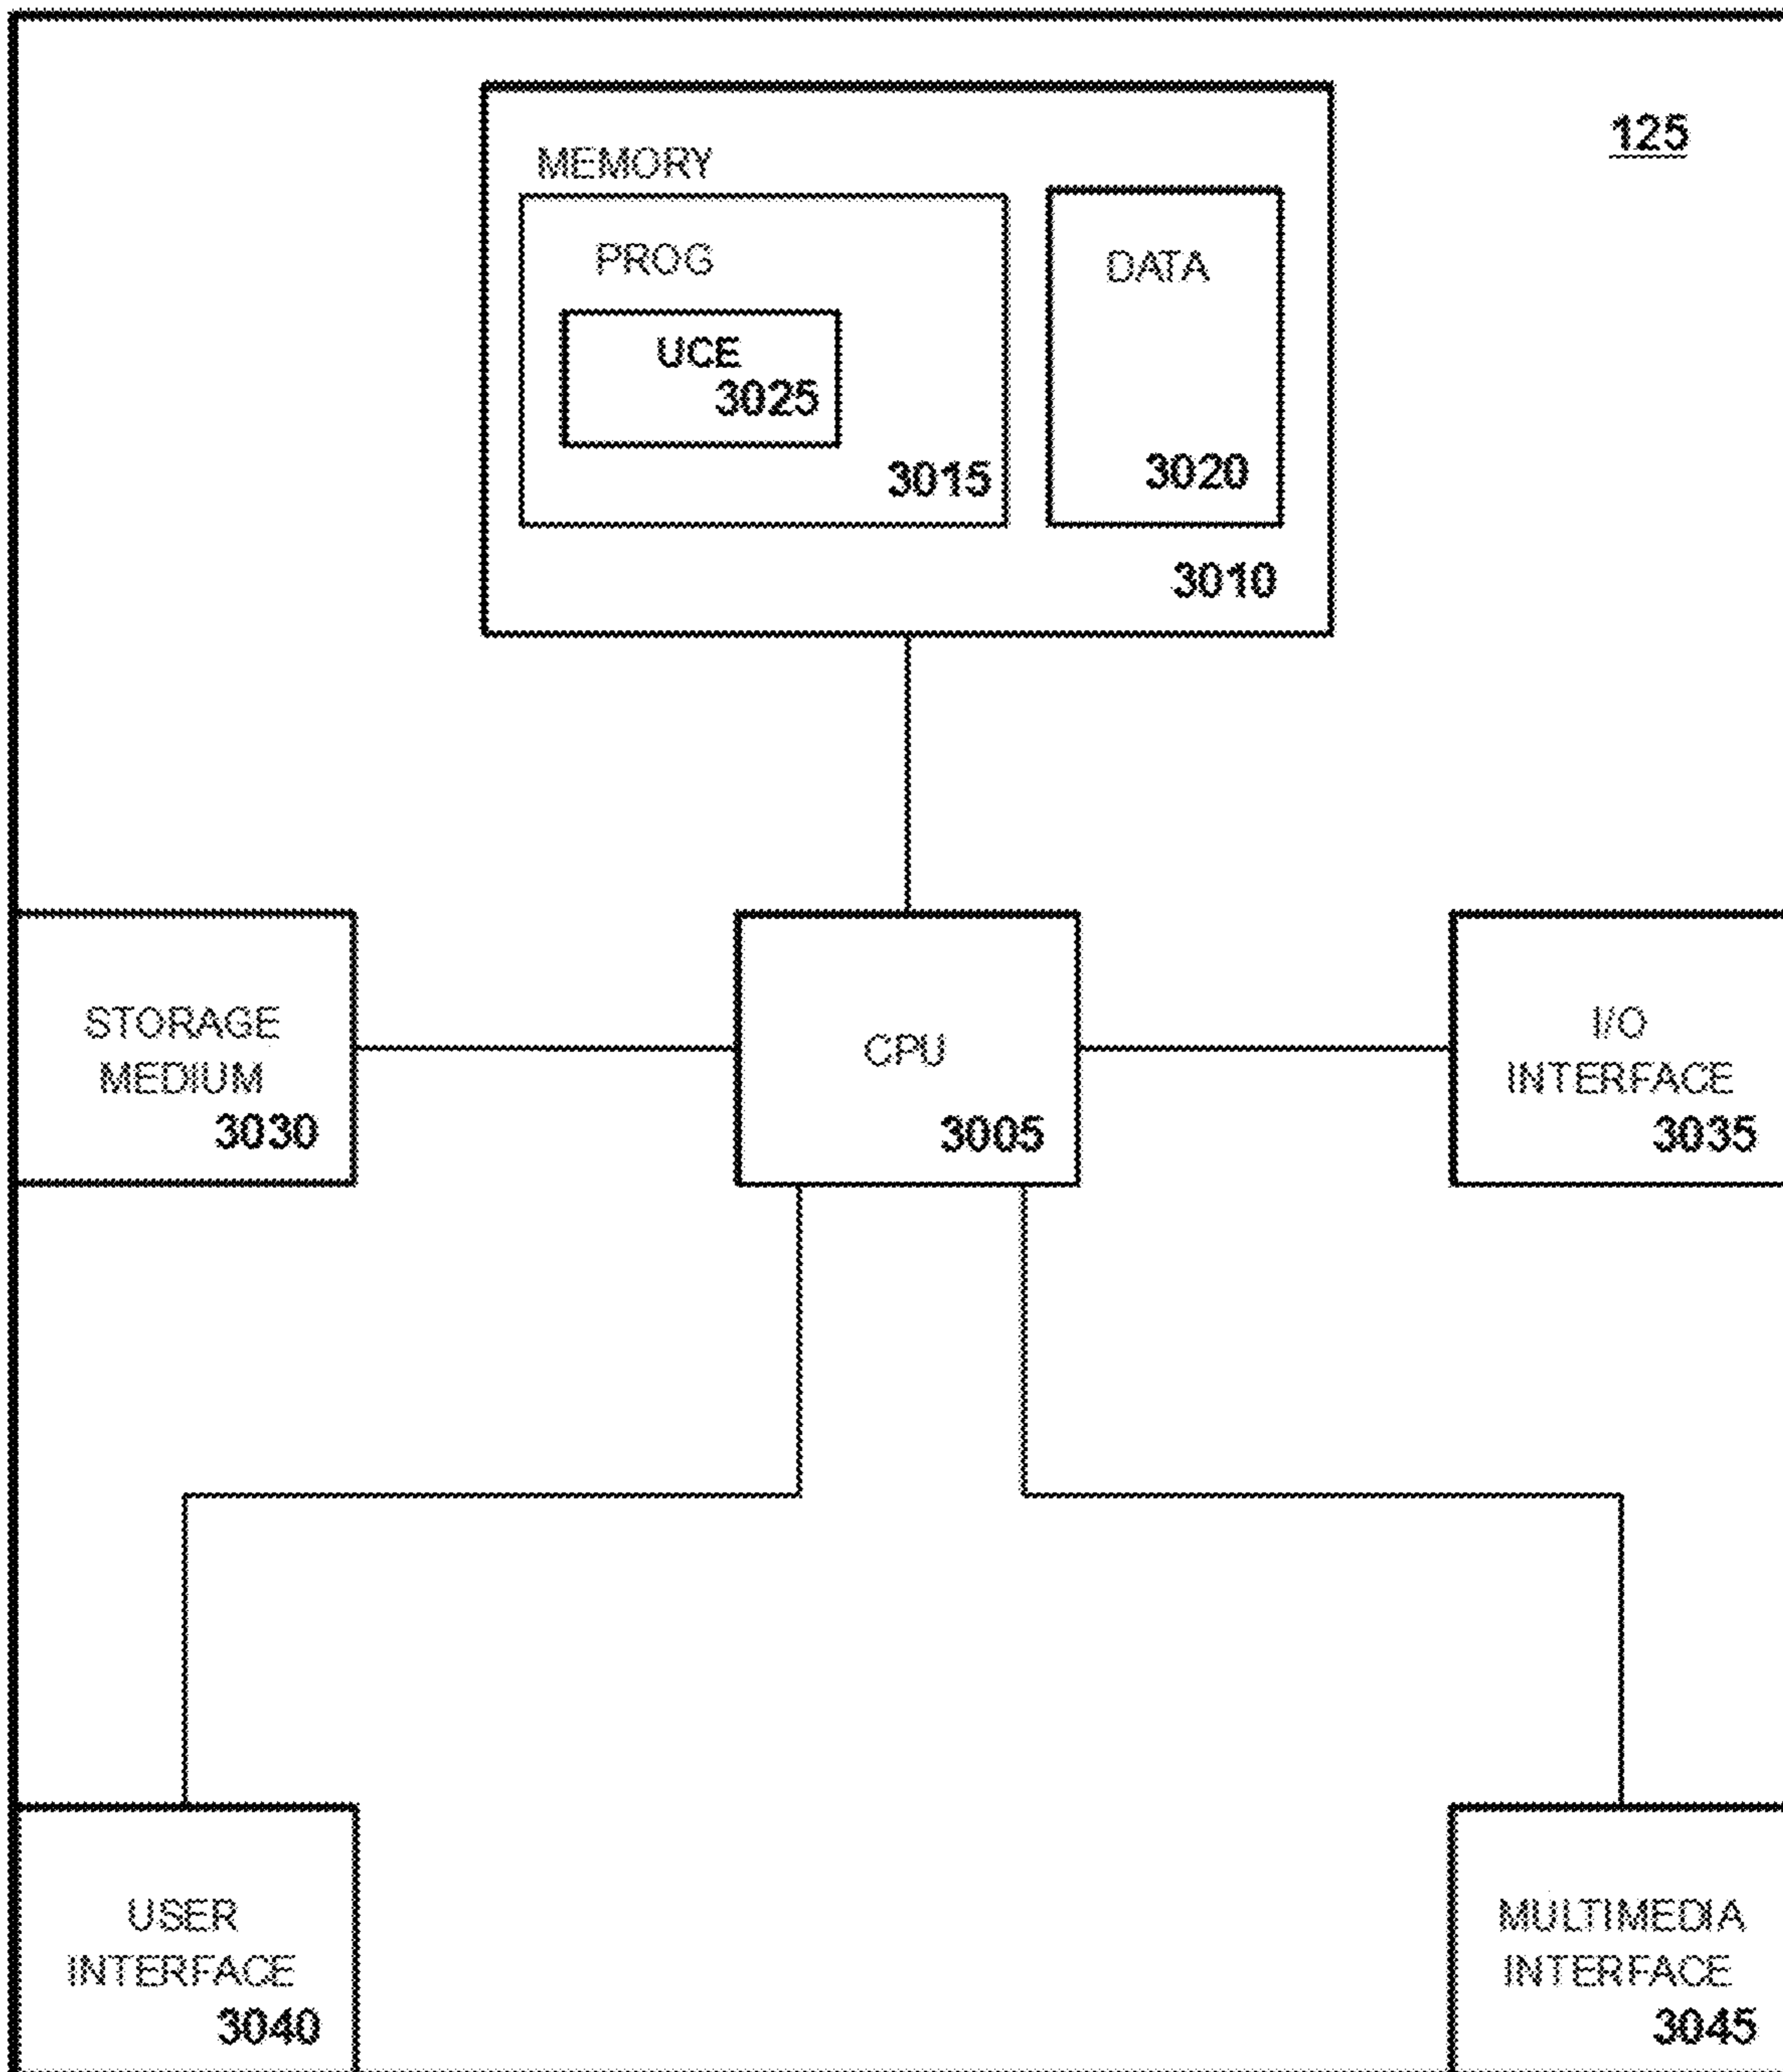 125
MEMORY
PROG
DATA
UCE
3025
3015
3020
3010
STORAGE
MEDIUM
3030
CPU
3005
I/O
INTERFACE
3035
USER
INTERFACE
3040
MULTIMEDIA
INTERFACE
3045